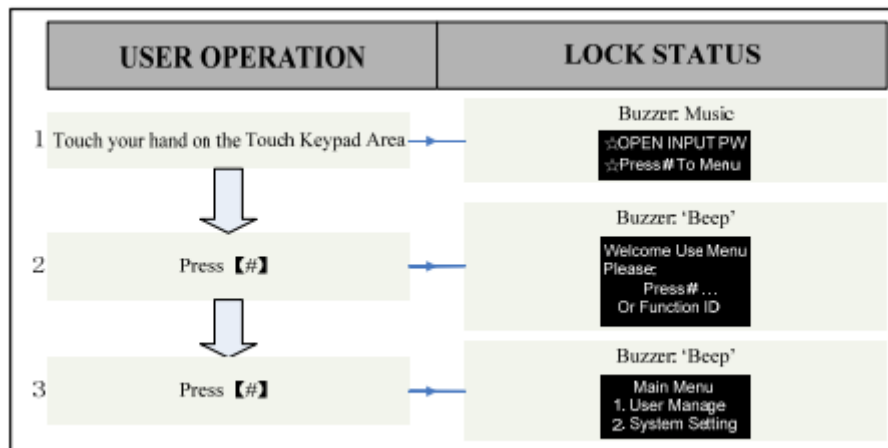 USER OPERATION
LOCK STATUS
1 Touch your hand on the Touch Keypad Area
Buzzer: Music
☆OPEN INPUT PW
☆Press#To Menu
2 Press 【#】
Buzzer: ‘Beep’
Welcome Use Menu
Please:
Press#...
Or Function ID
3 Press 【#】
Buzzer: ‘Beep’
Main Menu
1. User Manage
2. System Setting